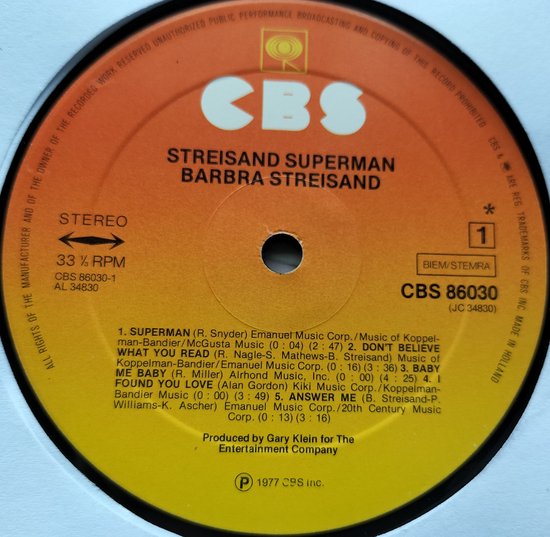 ALL RIGHTS OF THE MANUFACTURER AND OF THE OWNER OF THE RECORDED WORK RESERVED UNAUTHORIZED PUBLIC PERFORMANCE BROADCASTING AND COPYING OF THIS RECORD PROHIBITED
CBS & ARE REG. TRADEMARKS OF CBS INC. MADE IN HOLLAND
CBS
STREISAND SUPERMAN
BARBRA STREISAND
STEREO
33 ⅓ RPM
CBS 86030-1
AL 34830
*
1
BIEM/STEMRA
CBS 86030
(JC 34830)
1. SUPERMAN (R. Snyder) Emanuel Music Corp./Music of Koppel-
man-Bandier/McGusta Music (0 : 04) (2 : 47) 2. DON'T BELIEVE
WHAT YOU READ (R. Nagle-S. Mathews-B. Streisand) Music of
Koppelman-Bandier/Emanuel Music Corp. (0 : 16) (3 : 36) 3. BABY
ME BABY (R. Miller) Alrhond Music, Inc. (0 : 00) (4 : 25) 4. I
FOUND YOU LOVE (Alan Gordon) Kiki Music Corp./Koppelman-
Bandier Music (0 : 00) (3 : 49) 5. ANSWER ME (B. Streisand-P.
Williams-K. Ascher) Emanuel Music Corp./20th Century Music
Corp. (0 : 13) (3 : 16)
Produced by Gary Klein for The
Entertainment Company
℗ 1977 CBS Inc.